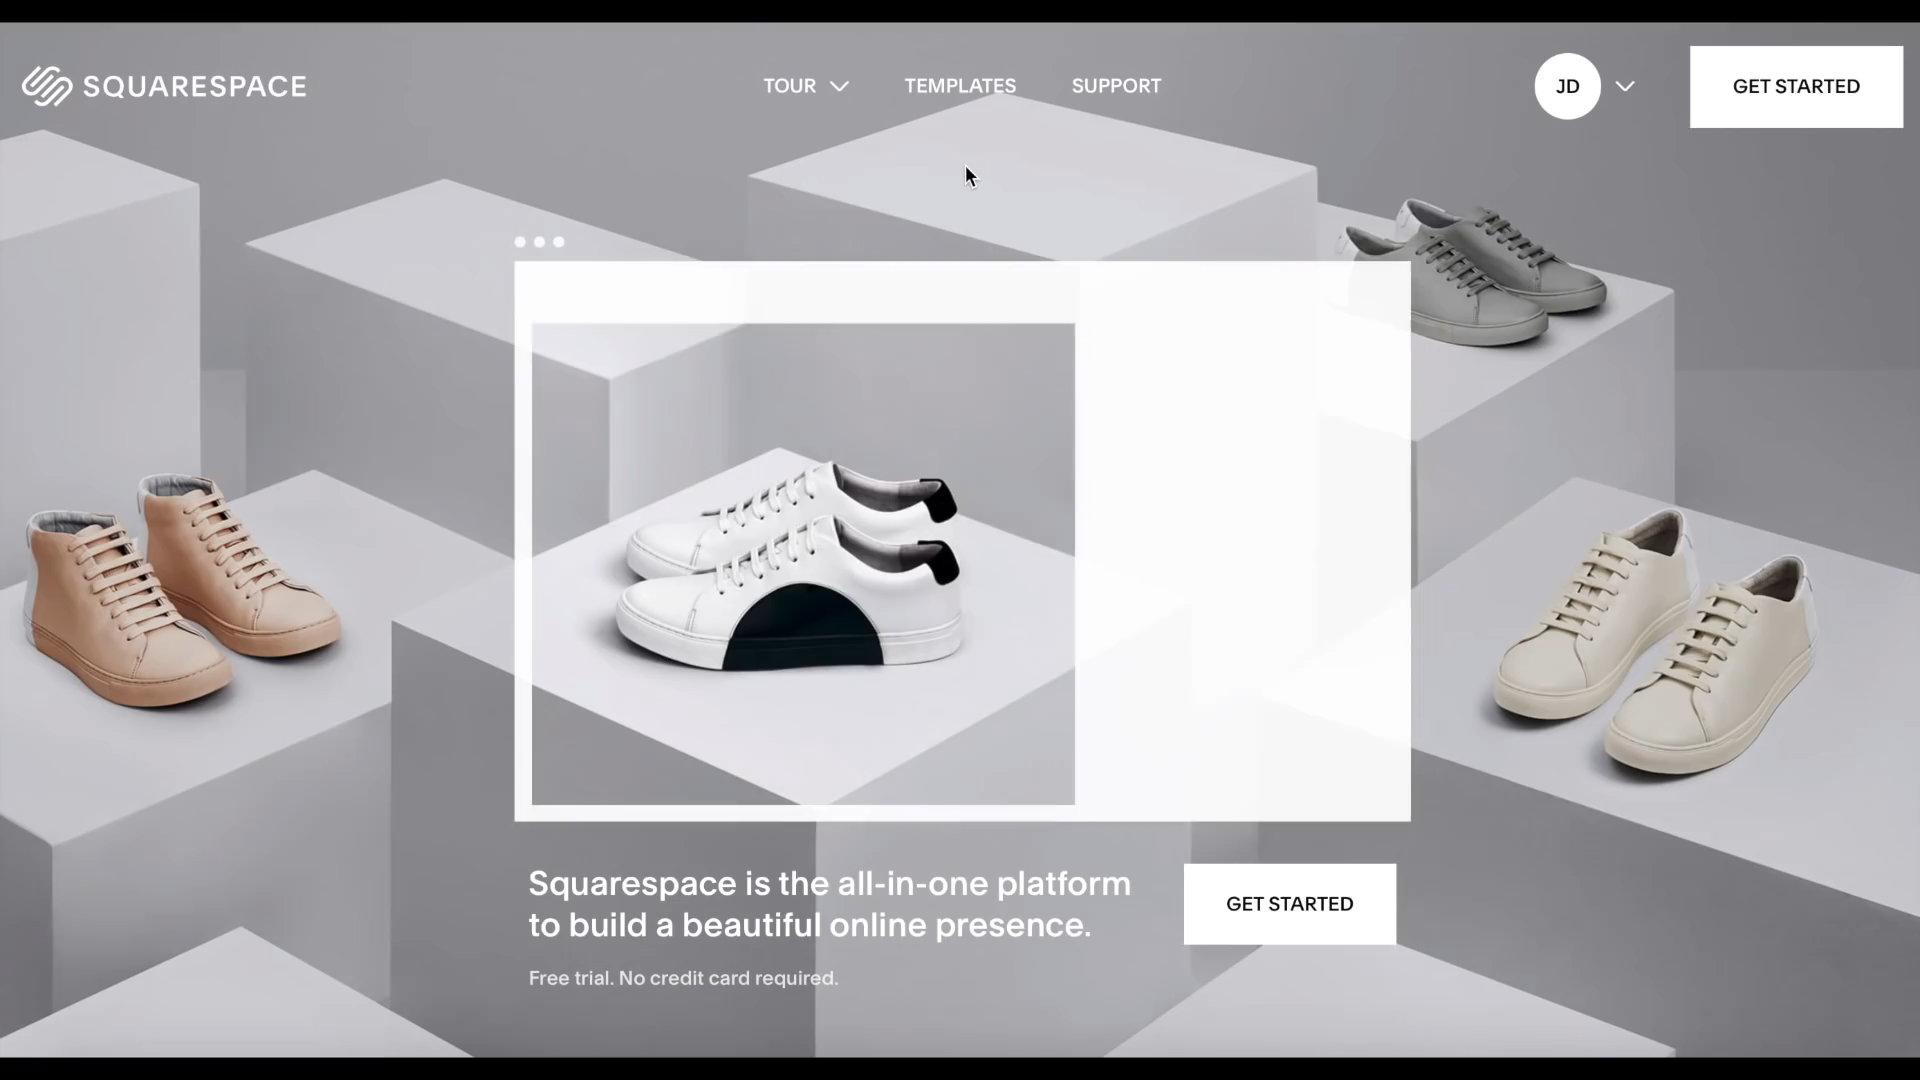 SQUARESPACE
TOUR
TEMPLATES
SUPPORT
JD
GET STARTED
Squarespace is the all-in-one platform
to build a beautiful online presence.
GET STARTED
Free trial. No credit card required.